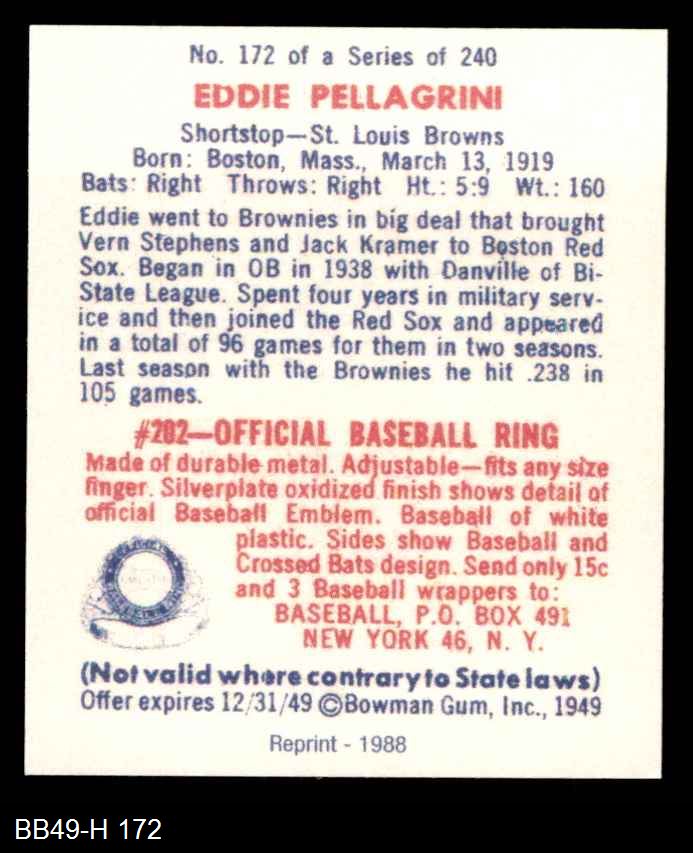 No. 172 of a Series of 240
EDDIE PELLAGRINI
Shortstop—St. Louis Browns
Born: Boston, Mass., March 13, 1919
Bats: Right Throws: Right Ht.: 5:9 Wt.: 160
Eddie went to Brownies in big deal that brought
Vern Stephens and Jack Kramer to Boston Red
Sox. Began in OB in 1938 with Danville of Bi-
State League. Spent four years in military serv-
ice and then joined the Red Sox and appeared
in a total of 96 games for them in two seasons.
Last season with the Brownies he hit .238 in
105 games.
#202—OFFICIAL BASEBALL RING
Made of durable metal. Adjustable—fits any size
finger. Silverplate oxidized finish shows detail of
official Baseball Emblem. Baseball of white
plastic. Sides show Baseball and
Crossed Bats design. Send only 15c
and 3 Baseball wrappers to:
BASEBALL, P.O. BOX 491
NEW YORK 46, N. Y.
(Not valid where contrary to State laws)
Offer expires 12/31/49 ©Bowman Gum, Inc., 1949
Reprint - 1988
BB49-H 172